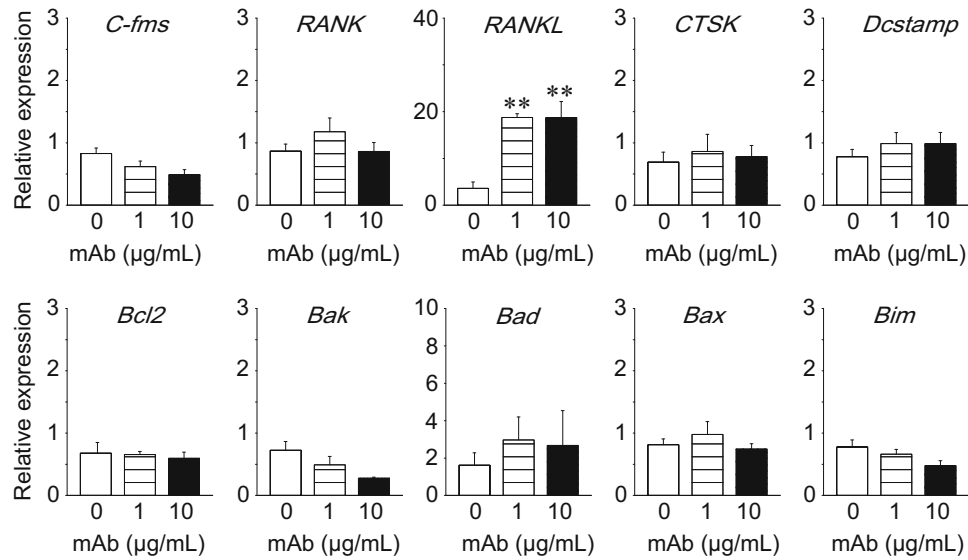 C-fms RANK RANKL CTSK Dcstamp
Relative expression
3 3 40 3 3
2 2 2 2
20
1 1 1 1
0 0 0 0 0
** **
0 1 10 0 1 10 0 1 10 0 1 10 0 1 10
mAb (µg/mL) mAb (µg/mL) mAb (µg/mL) mAb (µg/mL) mAb (µg/mL)
Bcl2 Bak Bad Bax Bim
Relative expression
3 3 10 3 3
8
2 2 6 2 2
4
1 1 2 1 1
0 0 0 0 0
0 1 10 0 1 10 0 1 10 0 1 10 0 1 10
mAb (µg/mL) mAb (µg/mL) mAb (µg/mL) mAb (µg/mL) mAb (µg/mL)